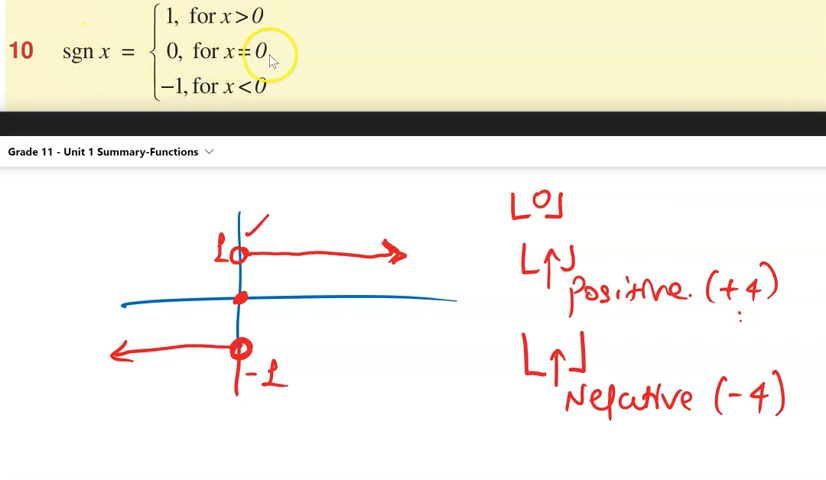 10 sgn x = { 1, for x > 0
0, for x = 0
−1, for x < 0
Grade 11 - Unit 1 Summary-Functions
⌊0⌋
1
⌊↑⌋
Positive. (+4)
⌊↑⌋
-1
Negative (-4)